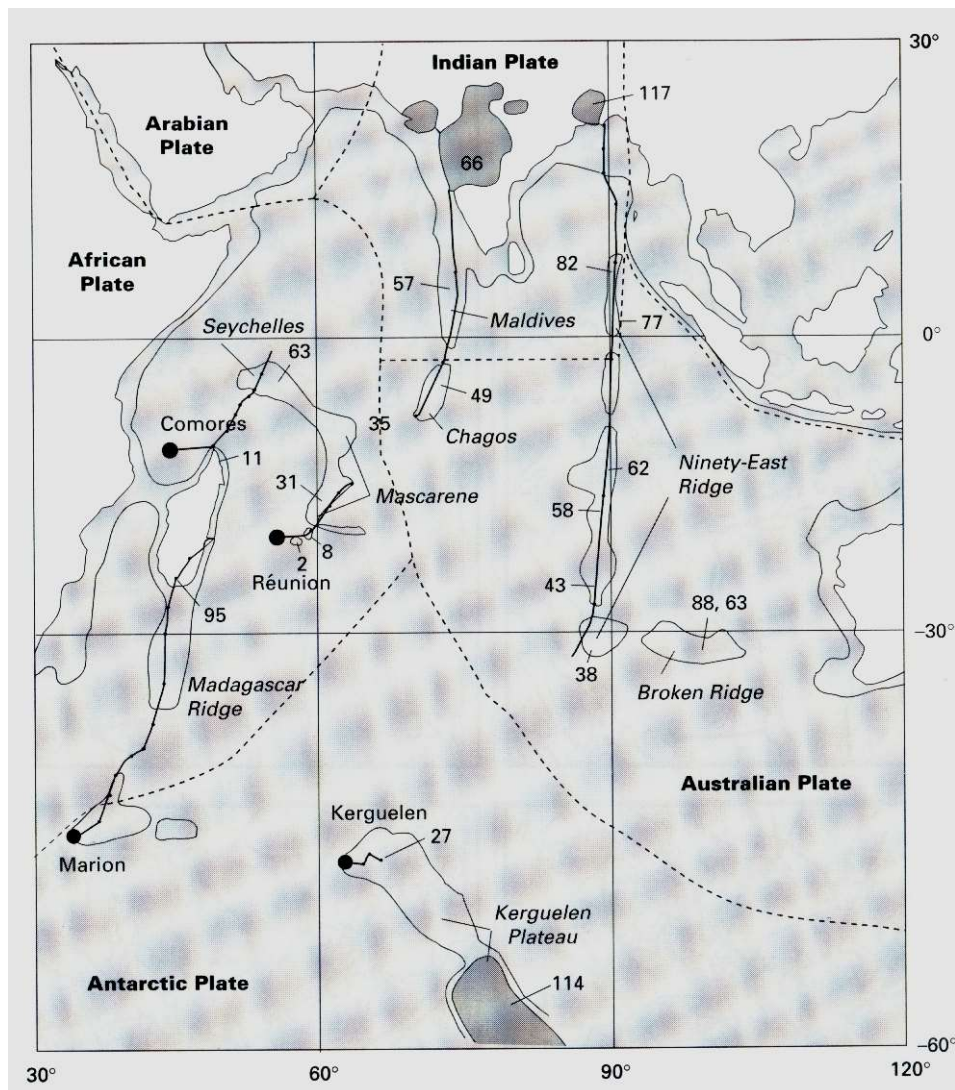 30°
Indian Plate
117
Arabian
Plate
66
African
Plate
82
57
Maldives
77
Seychelles
0°
63
49
Comores
35
Chagos
11
62
Ninety-East
Ridge
31
Mascarene
58
2
8
Réunion
43
88, 63
95
–30°
38
Broken Ridge
Madagascar
Ridge
Australian Plate
Kerguelen
27
Marion
Kerguelen
Plateau
Antarctic Plate
114
–60°
30°
60°
90°
120°